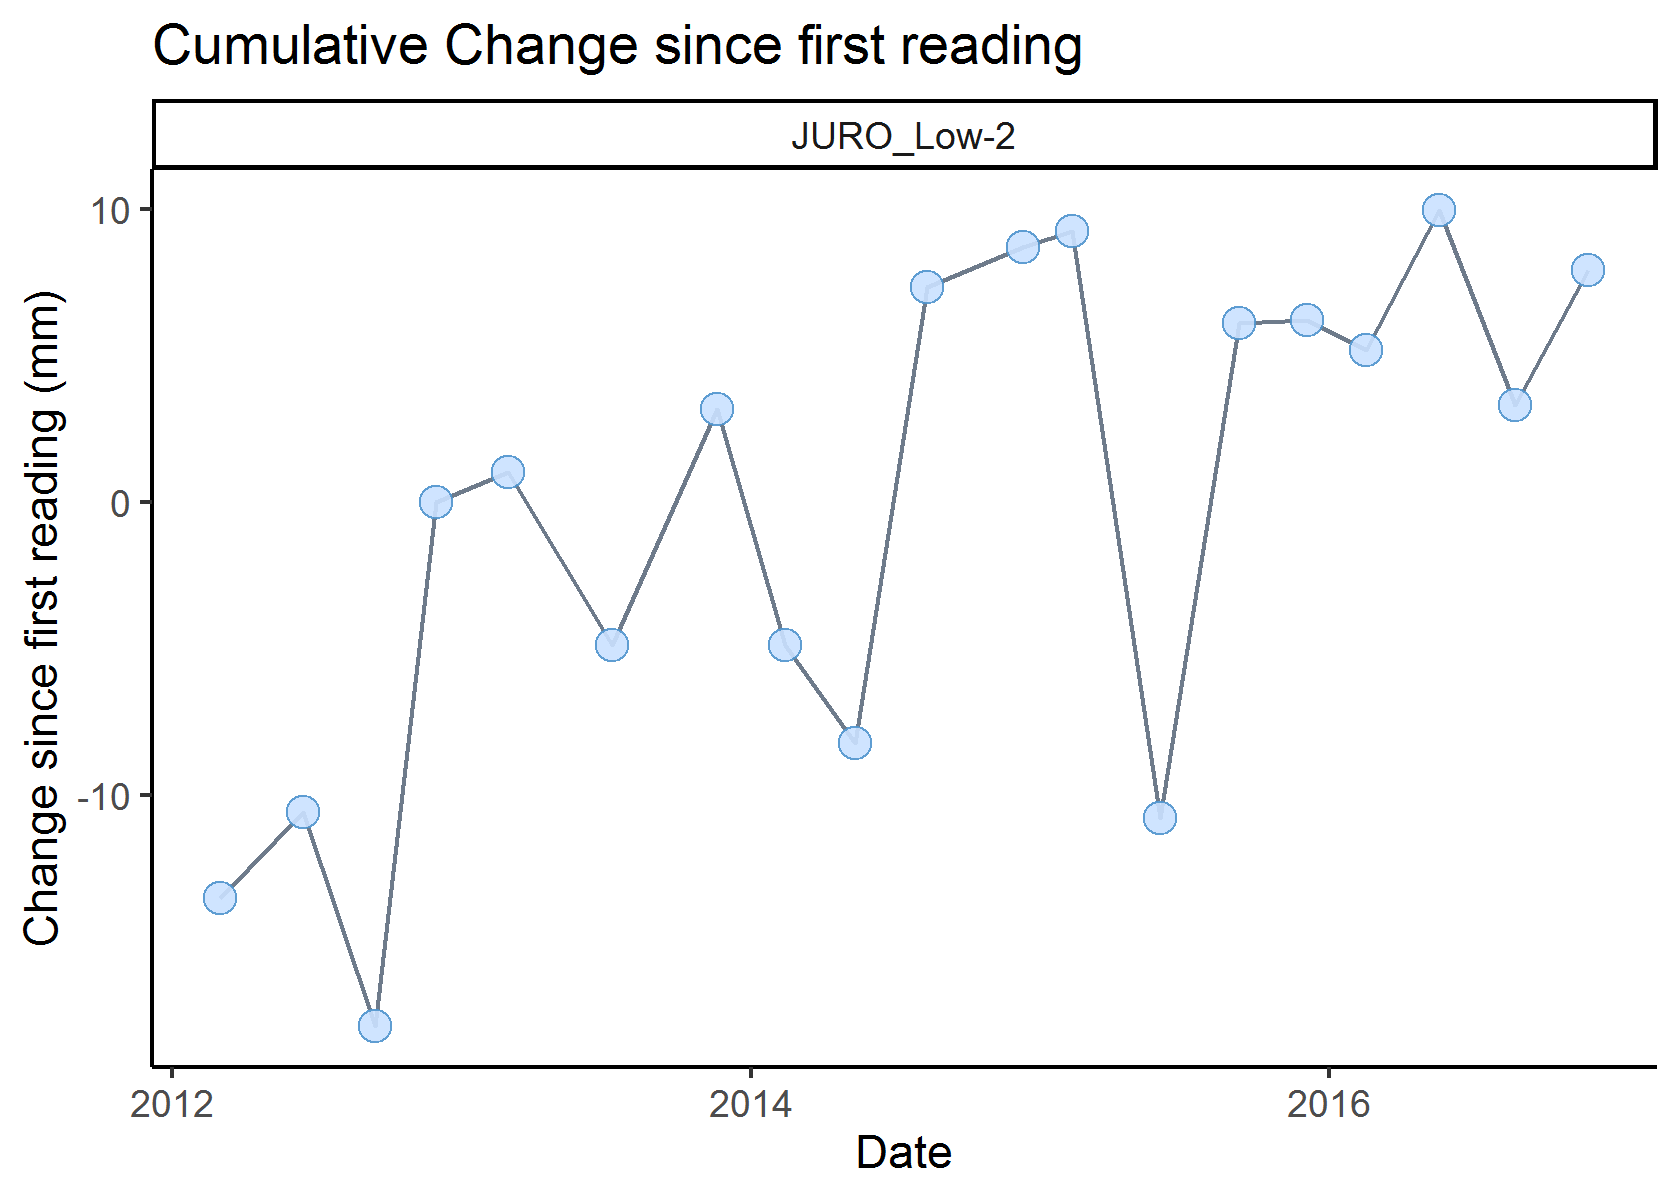 Cumulative Change since first reading
JURO_Low-2
Change since first reading (mm)
10
0
-10
2012
2014
2016
Date